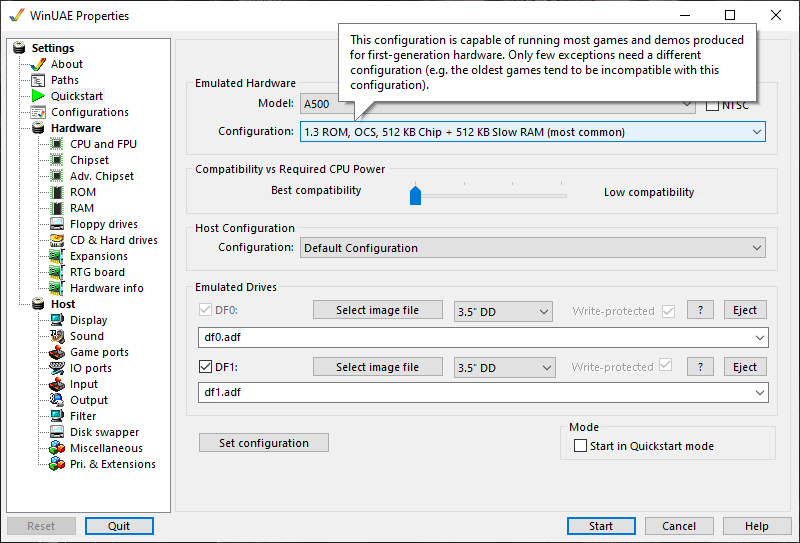 WinUAE Properties
Settings
About
Paths
Quickstart
Configurations
Hardware
CPU and FPU
Chipset
Adv. Chipset
ROM
RAM
Floppy drives
CD & Hard drives
Expansions
RTG board
Hardware info
Host
Display
Sound
Game ports
IO ports
Input
Output
Filter
Disk swapper
Miscellaneous
Pri. & Extensions
This configuration is capable of running most games and demos produced
for first-generation hardware. Only few exceptions need a different
configuration (e.g. the oldest games tend to be incompatible with this
configuration).
Emulated Hardware
Model: A500 NTSC
Configuration: 1.3 ROM, OCS, 512 KB Chip + 512 KB Slow RAM (most common)
Compatibility vs Required CPU Power
Best compatibility Low compatibility
Host Configuration
Configuration: Default Configuration
Emulated Drives
DF0: Select image file 3.5" DD Write-protected ? Eject
df0.adf
DF1: Select image file 3.5" DD Write-protected ? Eject
df1.adf
Set configuration
Mode
Start in Quickstart mode
Reset Quit Start Cancel Help